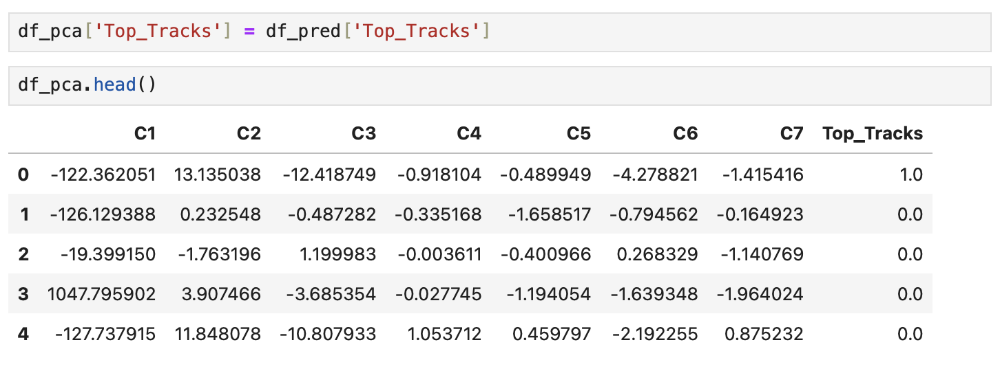 df_pca['Top_Tracks'] = df_pred['Top_Tracks']
df_pca.head()
C1 C2 C3 C4 C5 C6 C7 Top_Tracks
0 -122.362051 13.135038 -12.418749 -0.918104 -0.489949 -4.278821 -1.415416 1.0
1 -126.129388 0.232548 -0.487282 -0.335168 -1.658517 -0.794562 -0.164923 0.0
2 -19.399150 -1.763196 1.199983 -0.003611 -0.400966 0.268329 -1.140769 0.0
3 1047.795902 3.907466 -3.685354 -0.027745 -1.194054 -1.639348 -1.964024 0.0
4 -127.737915 11.848078 -10.807933 1.053712 0.459797 -2.192255 0.875232 0.0